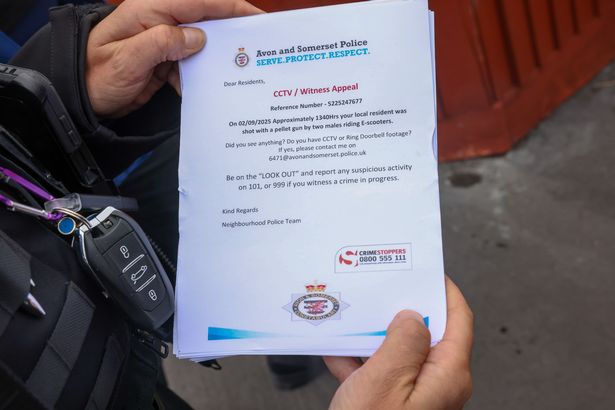 Avon and Somerset Police
SERVE.PROTECT.RESPECT.
Dear Residents,
CCTV / Witness Appeal
Reference Number - 5225247677
On 02/09/2025 Approximately 1340Hrs your local resident was
shot with a pellet gun by two males riding E-scooters.
Did you see anything? Do you have CCTV or Ring Doorbell footage?
If yes, please contact me on
6471@avonandsomerset.police.uk
Be on the "LOOK OUT" and report any suspicious activity
on 101, or 999 if you witness a crime in progress.
Kind Regards
Neighbourhood Police Team
CRIMESTOPPERS
0800 555 111